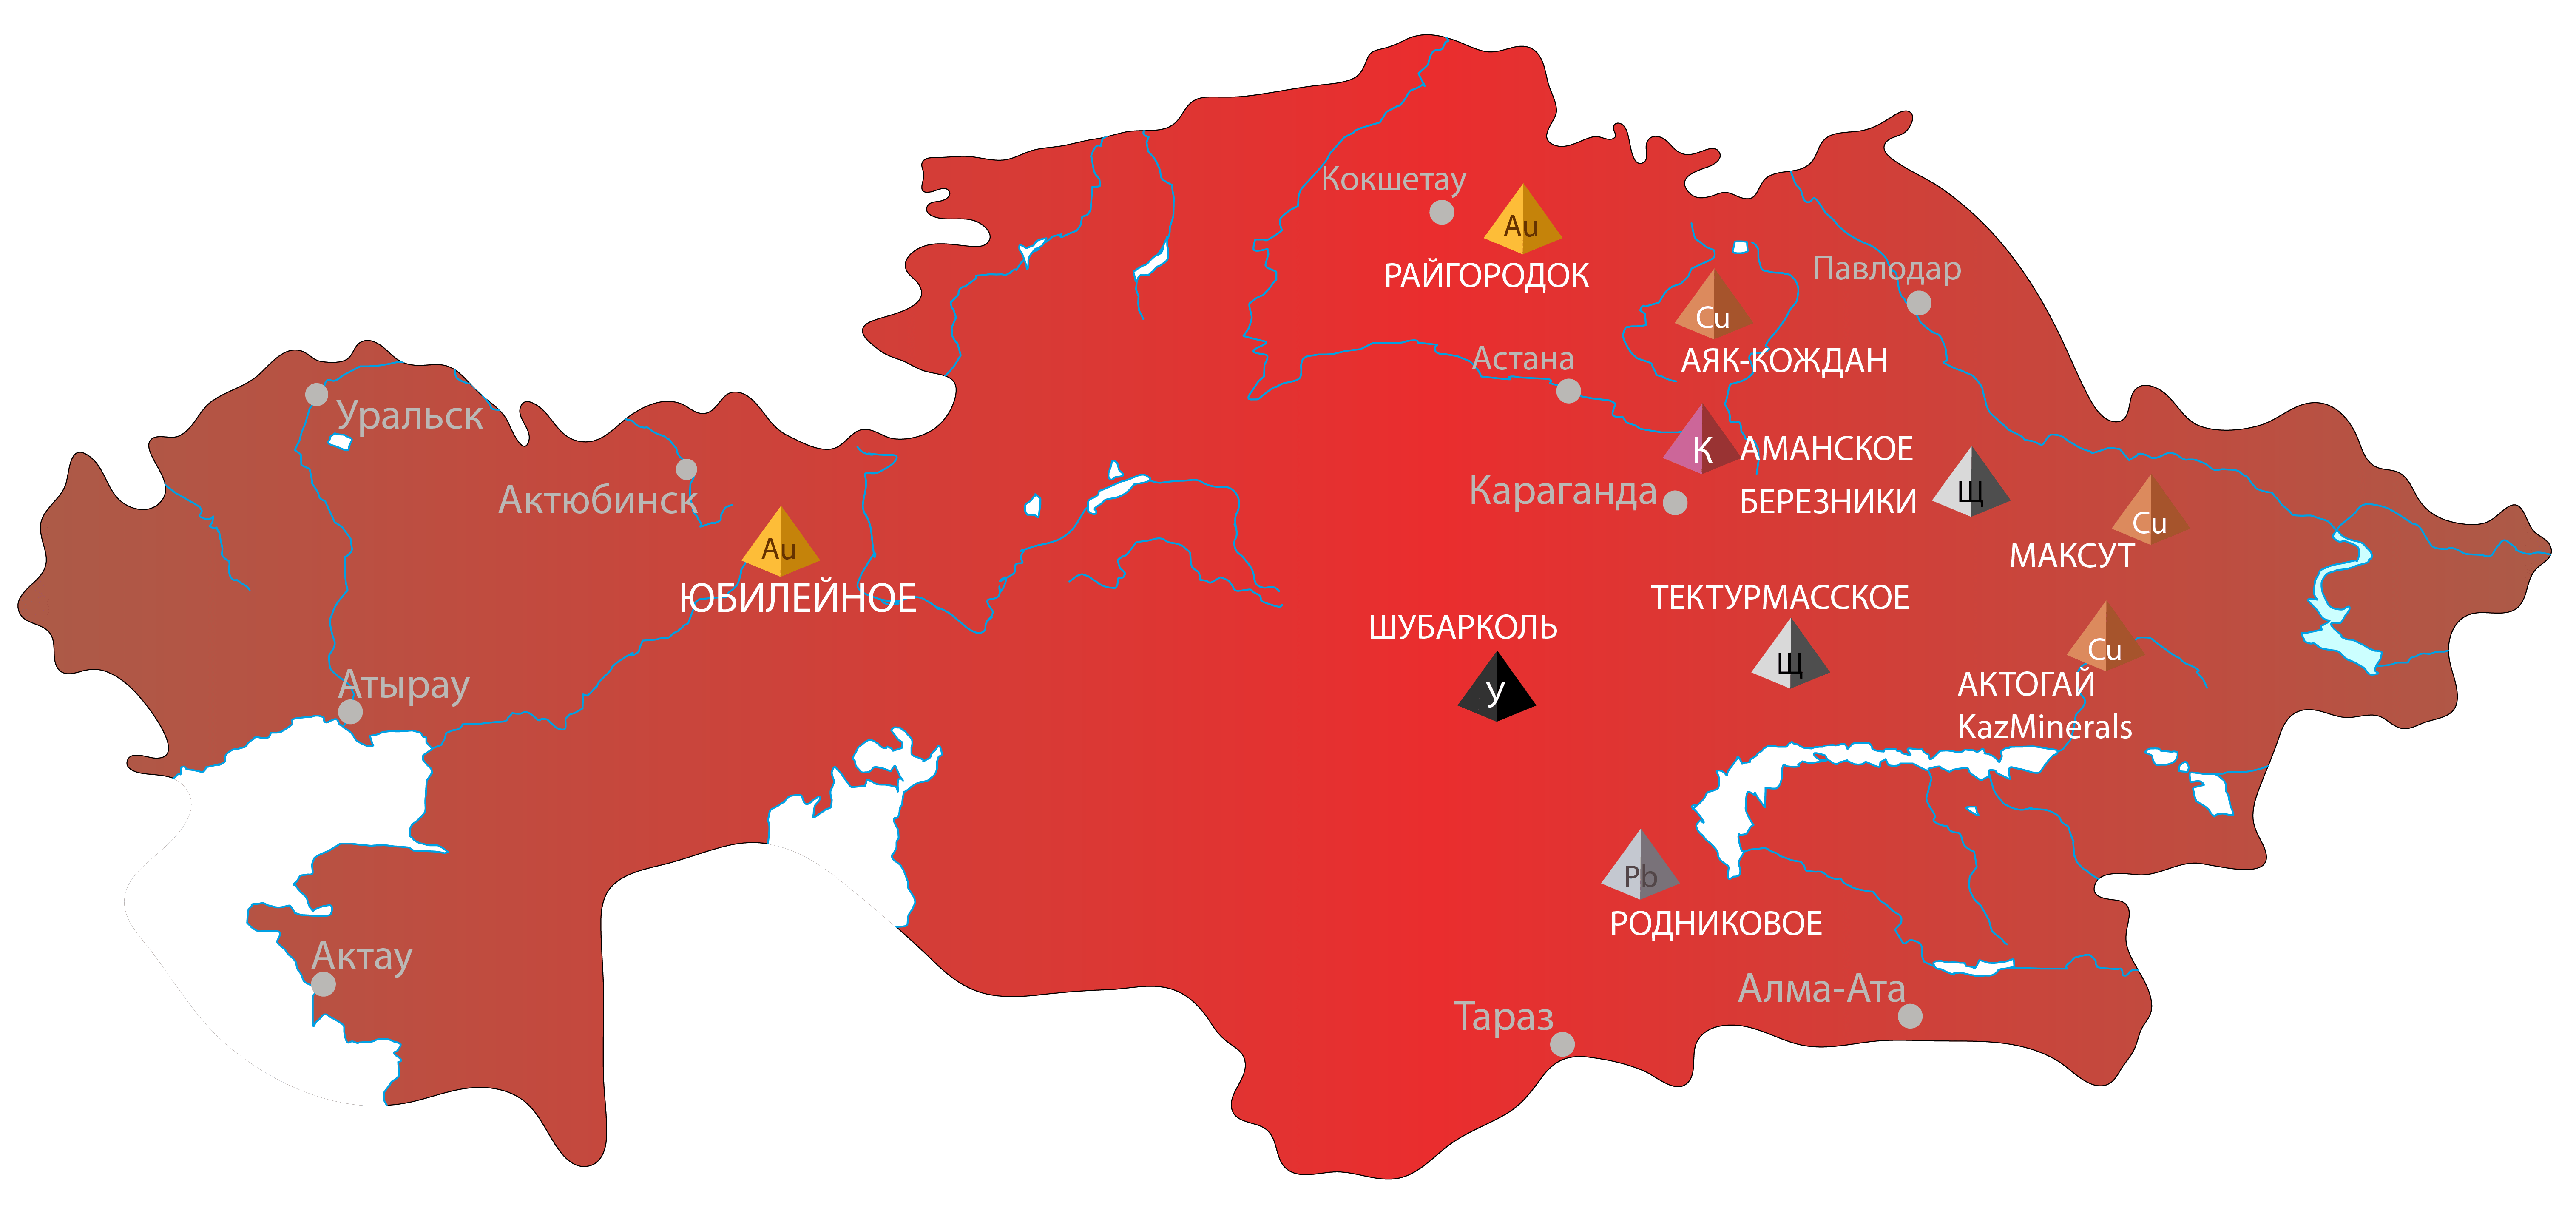 Кокшетау
Au
РАЙГОРОДОК
Павлодар
Cu
АЯК-КОЖДАН
Астана
Уральск
К
АМАНСКОЕ
Караганда
БЕРЕЗНИКИ
Щ
Актюбинск
Cu
МАКСУТ
Au
ЮБИЛЕЙНОЕ
ТЕКТУРМАССКОЕ
Щ
ШУБАРКОЛЬ
У
Cu
АКТОГАЙ
KazMinerals
Атырау
Pb
РОДНИКОВОЕ
Актау
Алма-Ата
Тараз